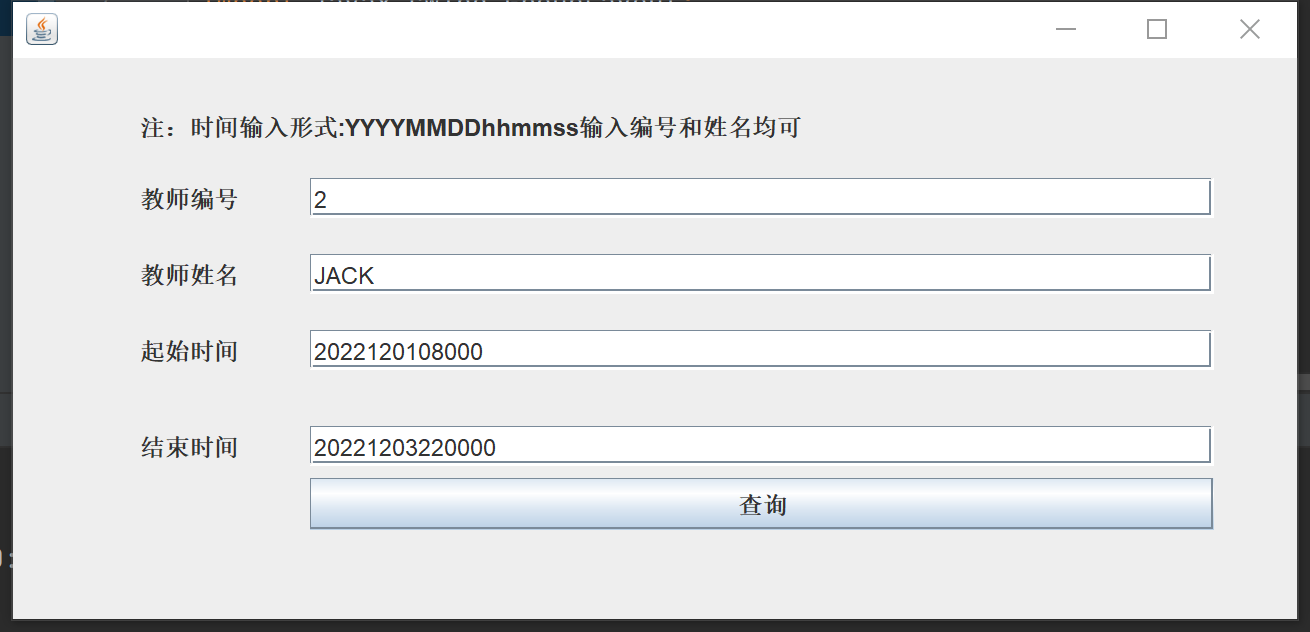 注：时间输入形式:YYYYMMDDhhmmss输入编号和姓名均可
教师编号 2
教师姓名 JACK
起始时间 2022120108000
结束时间 20221203220000
查询